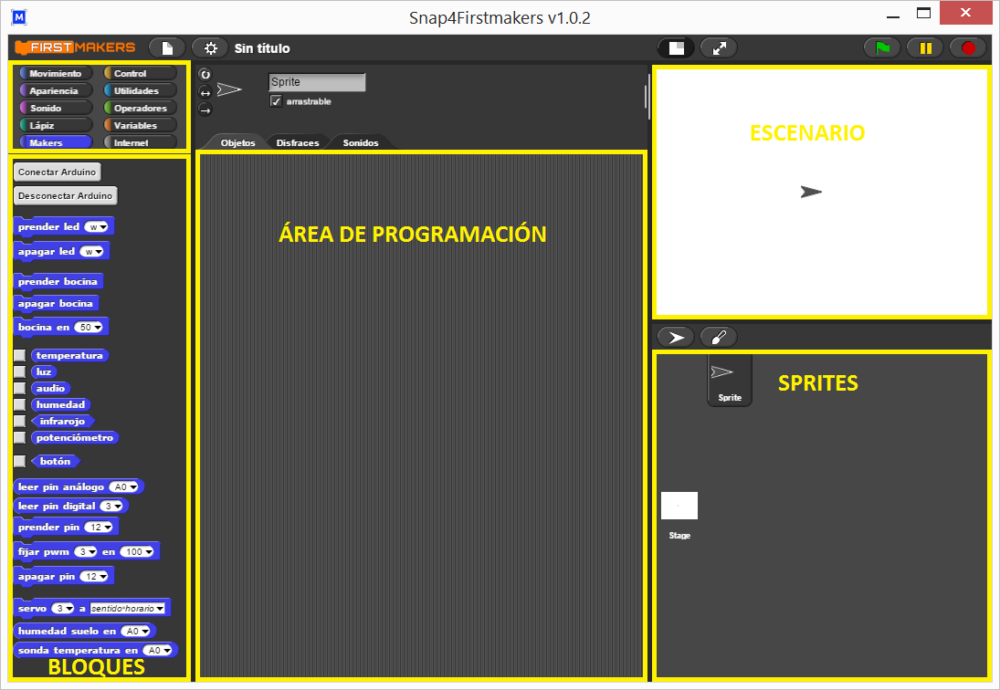 Snap4Firstmakers v1.0.2
FIRSTMAKERS
Sin título
Movimiento
Control
Apariencia
Utilidades
Sonido
Operadores
Lápiz
Variables
Makers
Internet
Sprite
arrastrable
Objetos
Disfraces
Sonidos
Conectar Arduino
Desconectar Arduino
prender led w
apagar led w
prender bocina
apagar bocina
bocina en 50
temperatura
luz
audio
humedad
infrarojo
potenciómetro
botón
leer pin análogo A0
leer pin digital 3
prender pin 12
fijar pwm 3 en 100
apagar pin 12
servo 3 a sentido*horario
humedad suelo en A0
sonda temperatura en A0
BLOQUES
ÁREA DE PROGRAMACIÓN
ESCENARIO
SPRITES
Sprite
Stage
M